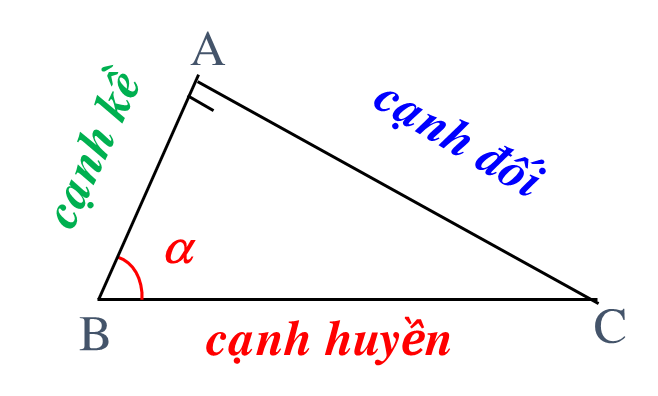 A
cạnh kề
cạnh đối
α
B
cạnh huyền
C